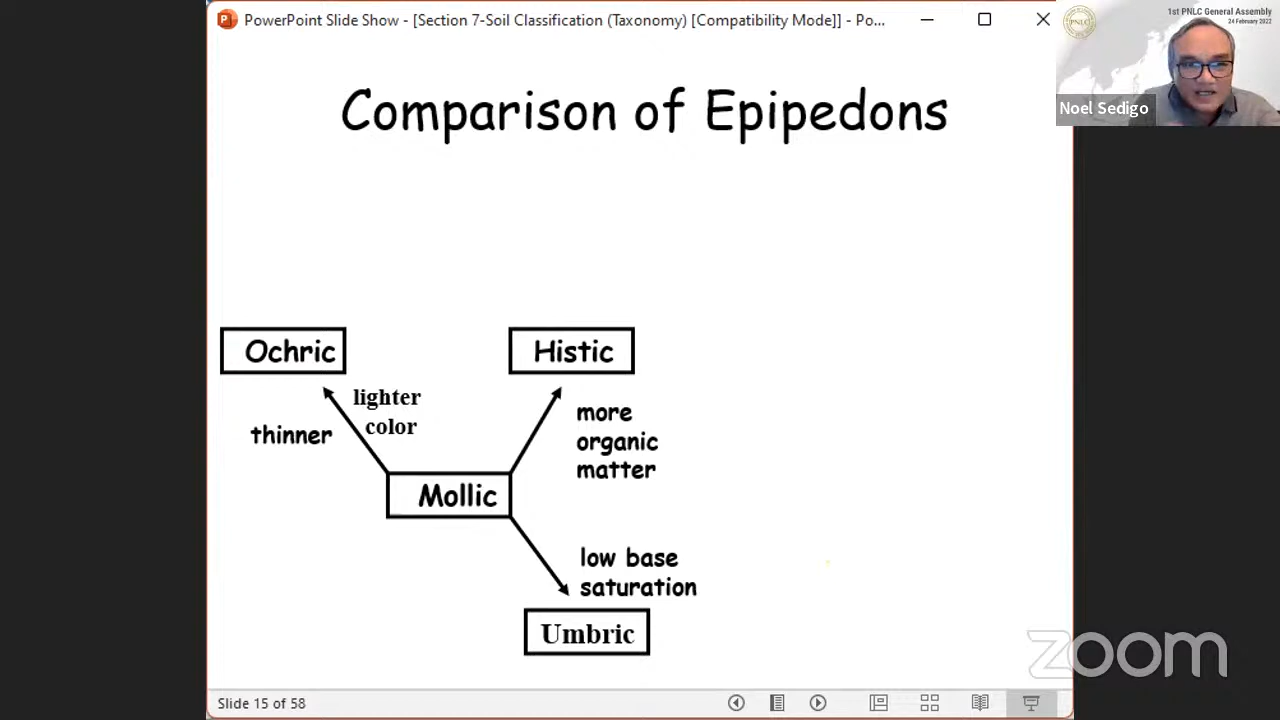 PowerPoint Slide Show - [Section 7-Soil Classification (Taxonomy) [Compatibility Mode]] - Po...
1st PNLC General Assembly
24 February 2022
PNLC
Noel Sedigo
Comparison of Epipedons
Ochric
Histic
lighter
color
thinner
more
organic
matter
Mollic
low base
saturation
Umbric
zoom
Slide 15 of 58